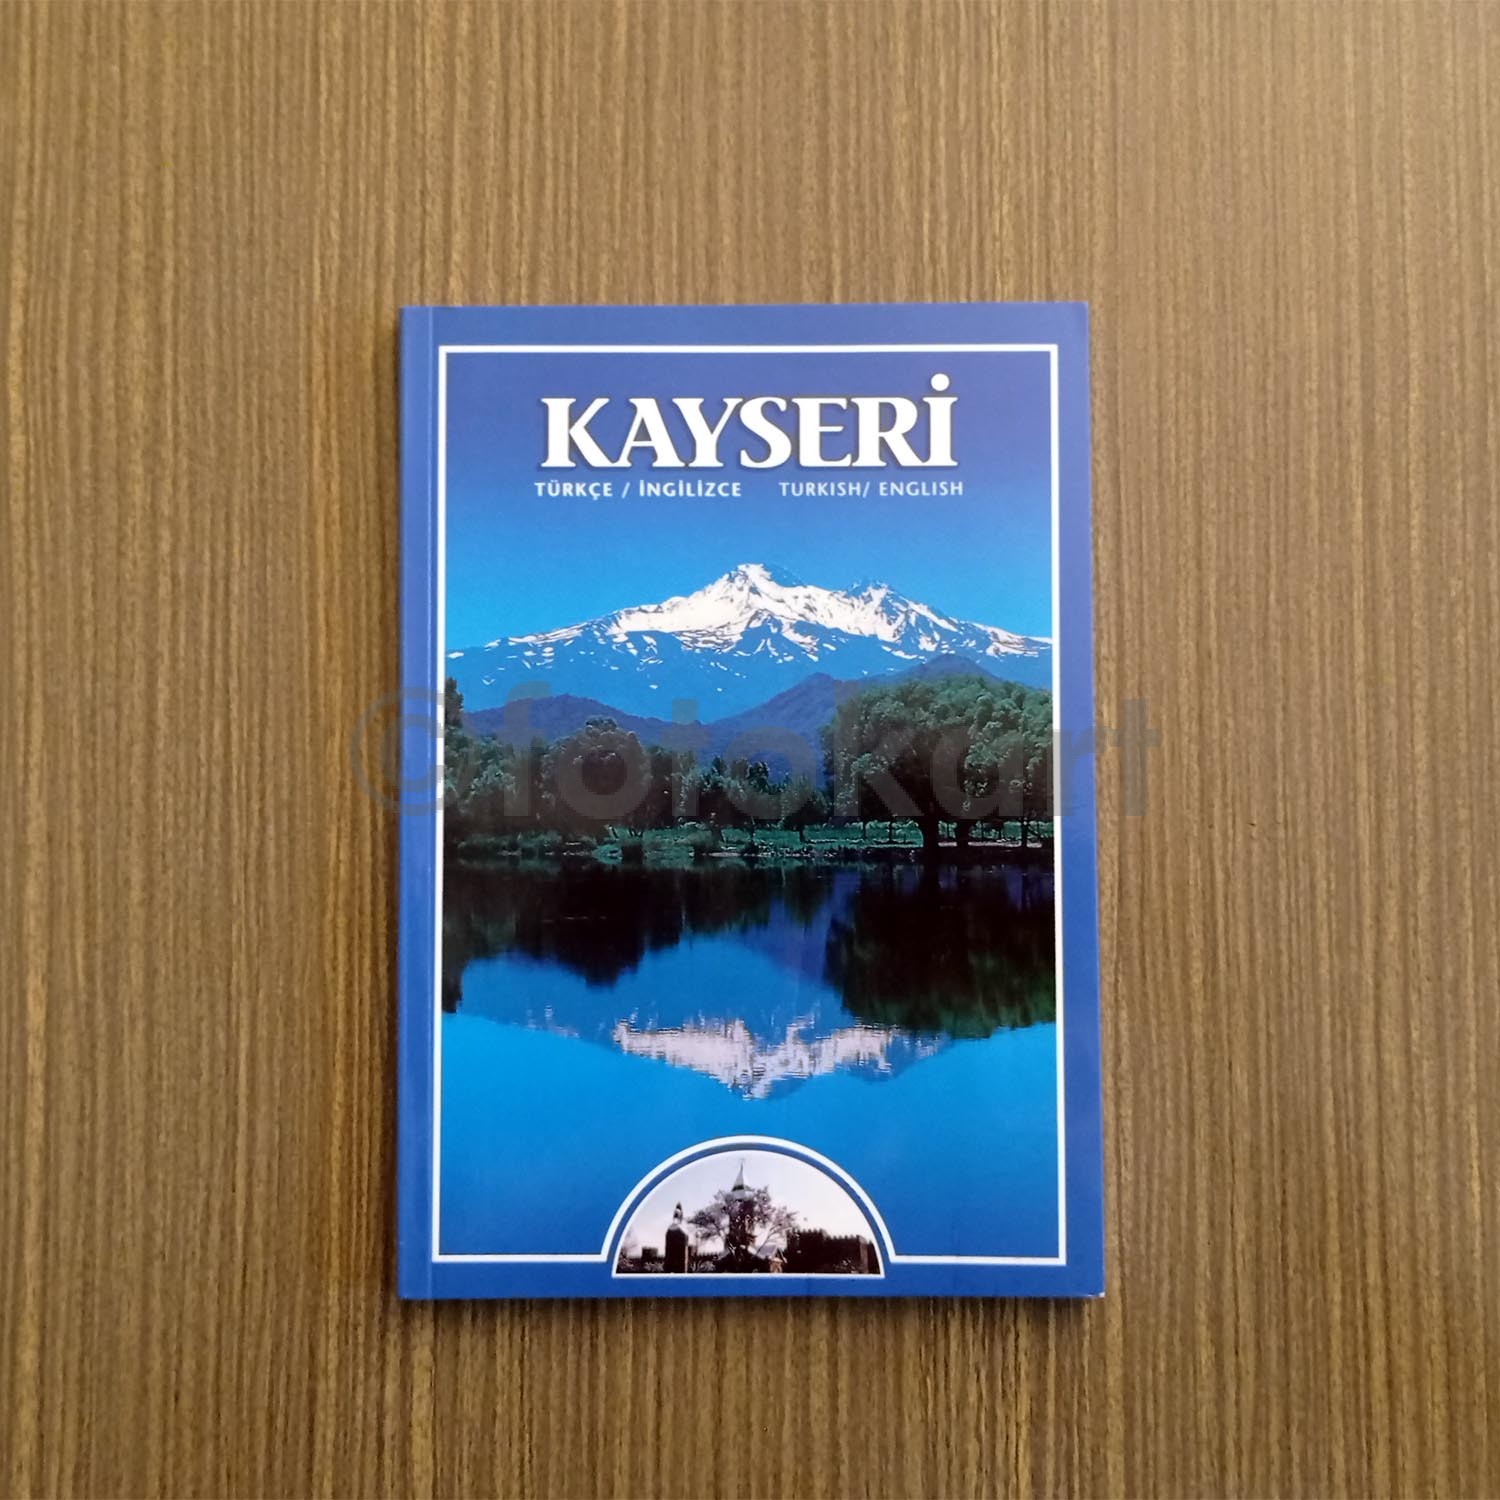 KAYSERİ
TÜRKÇE / İNGİLİZCE TURKISH/ ENGLISH
©fotokart